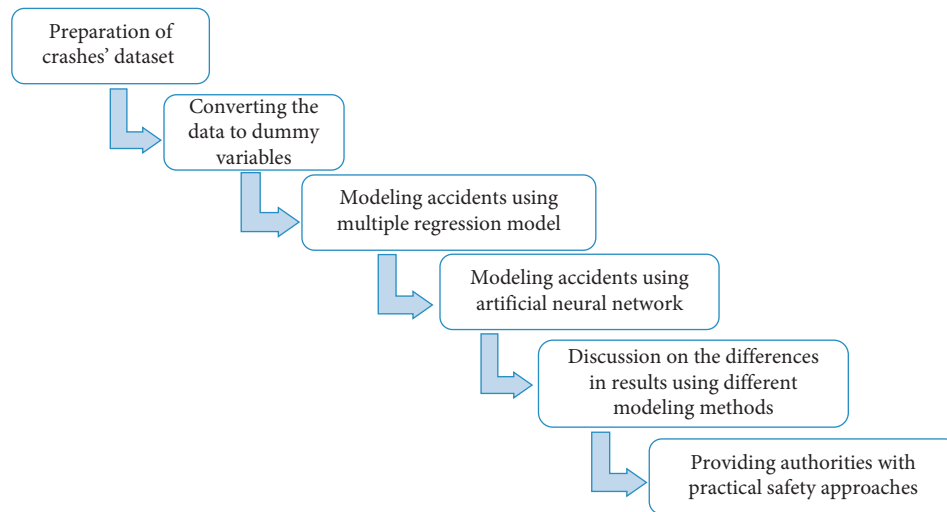 Preparation of
crashes' dataset
Converting the
data to dummy
variables
Modeling accidents using
multiple regression model
Modeling accidents using
artificial neural network
Discussion on the differences
in results using different
modeling methods
Providing authorities with
practical safety approaches